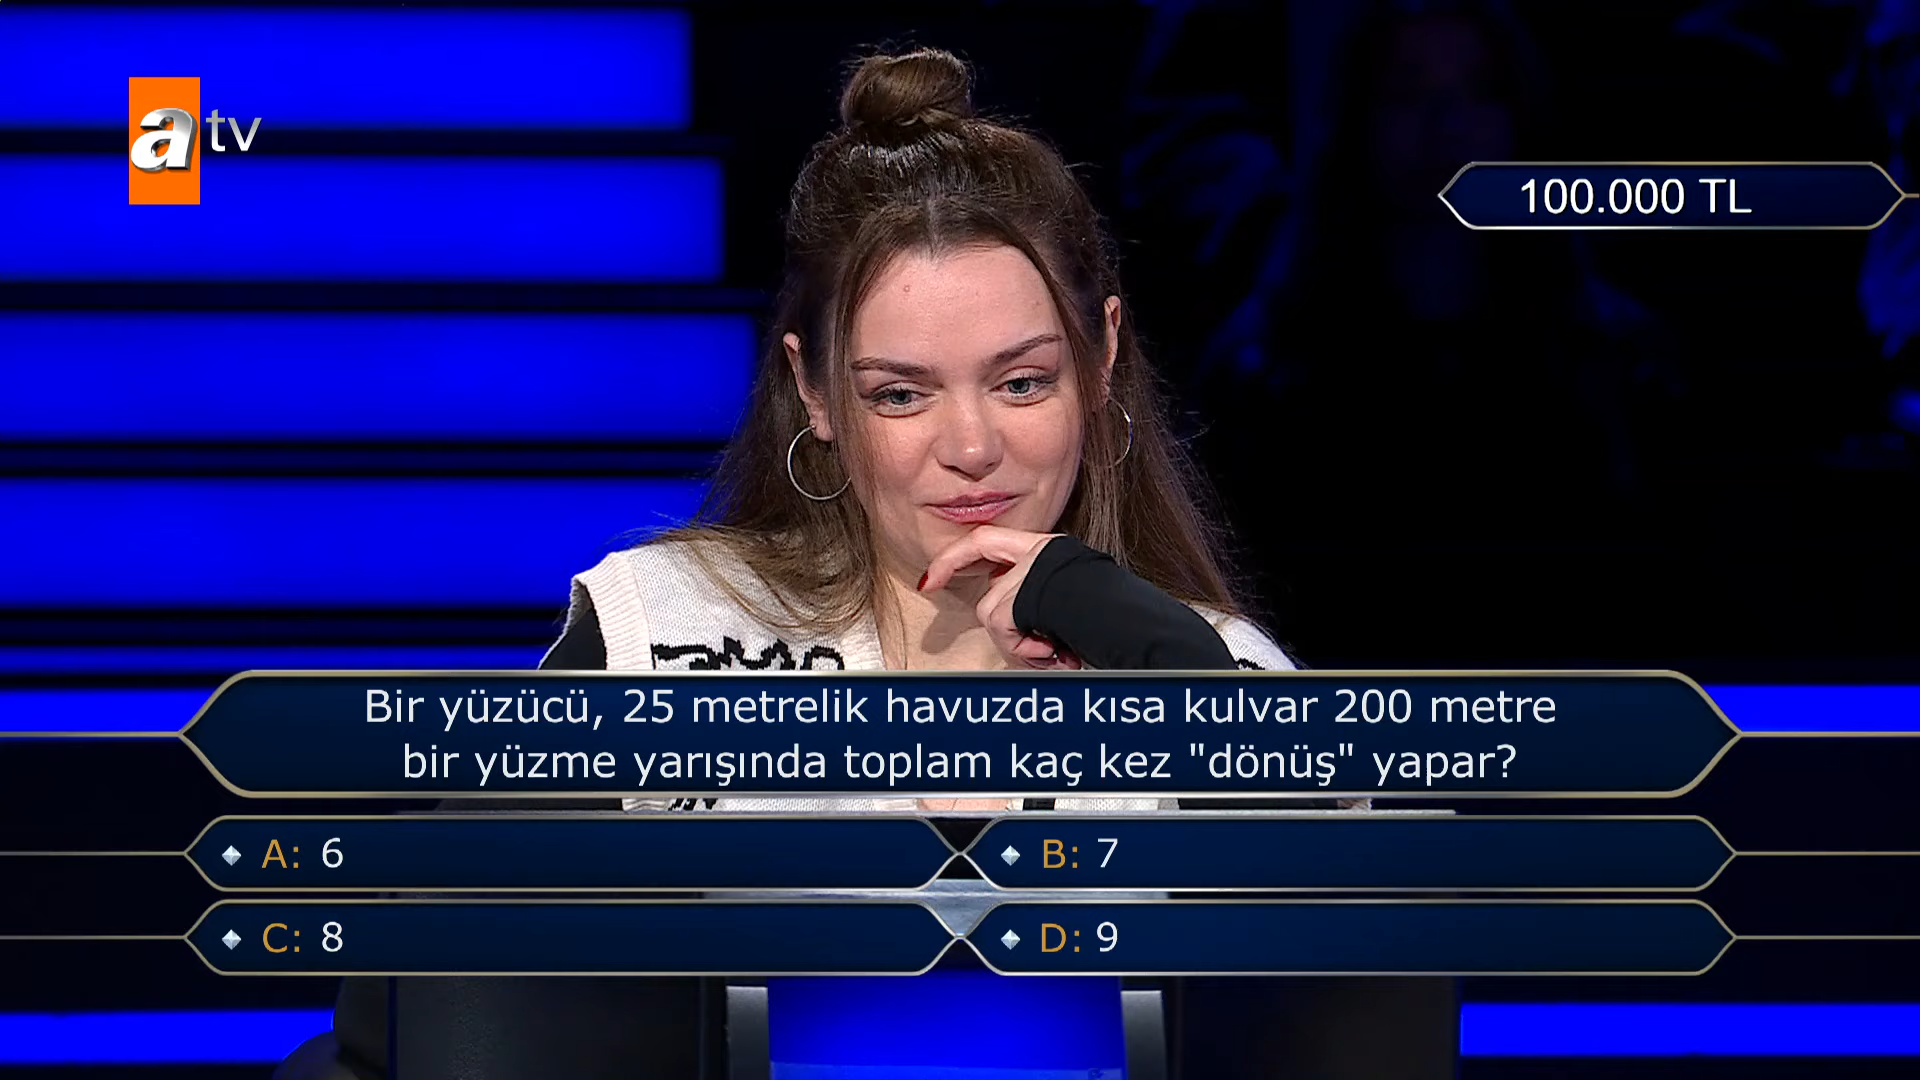 atv
100.000 TL
Bir yüzücü, 25 metrelik havuzda kısa kulvar 200 metre
bir yüzme yarışında toplam kaç kez "dönüş" yapar?
A: 6
B: 7
C: 8
D: 9